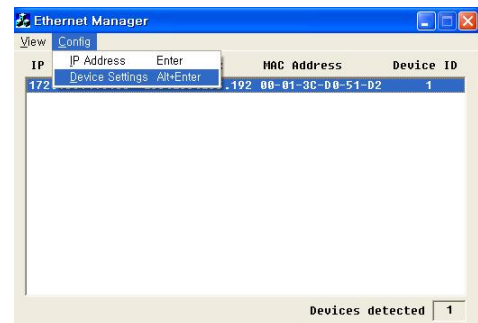 Ethernet Manager
View Config
IP MAC Address Device ID
IP Address Enter
Device Settings Alt+Enter
172 .192 00-01-3C-D0-51-D2 1
Devices detected 1